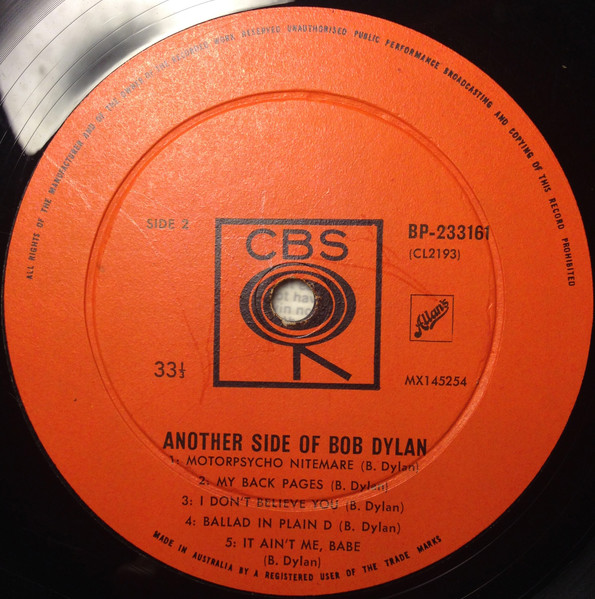 ALL RIGHTS OF THE MANUFACTURER AND OF THE OWNER OF THE RECORDED WORK RESERVED UNAUTHORISED PUBLIC PERFORMANCE BROADCASTING AND COPYING OF THIS RECORD PROHIBITED
SIDE 2
CBS
BP-233161
(CL2193)
Allan's
33⅓
MX145254
ANOTHER SIDE OF BOB DYLAN
1: MOTORPSYCHO NITEMARE (B. Dylan)
2: MY BACK PAGES (B. Dylan)
3: I DON'T BELIEVE YOU (B. Dylan)
4: BALLAD IN PLAIN D (B. Dylan)
5: IT AIN'T ME, BABE
(B. Dylan)
MADE IN AUSTRALIA BY A REGISTERED USER OF THE TRADE MARKS